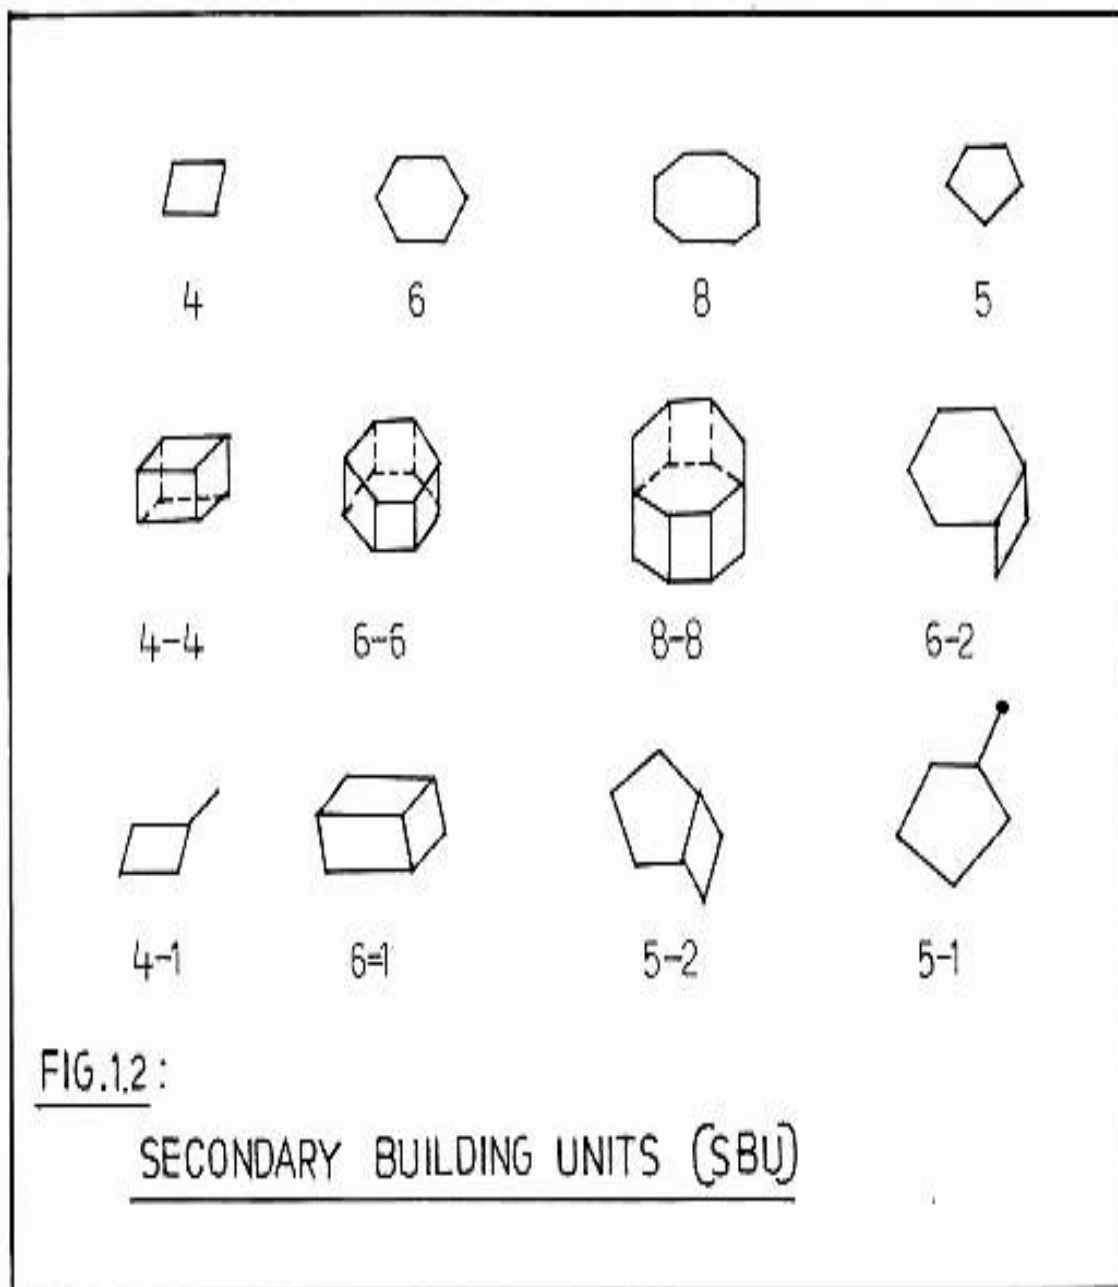 4 6 8 5
4-4 6-6 8-8 6-2
4-1 6=1 5-2 5-1
FIG.1.2:
SECONDARY BUILDING UNITS (SBU)